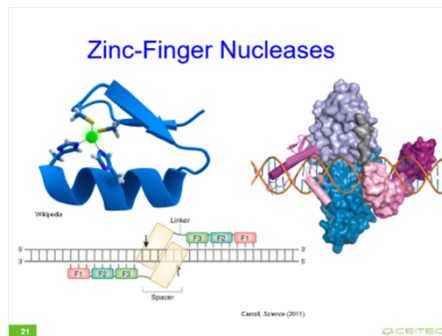 Zinc-Finger Nucleases
Wikipedia
Linker
F3 F2 F1
5' 3'
3' 5'
F1 F2 F3
Spacer
Carroll, Science (2011)
21
CEITEC